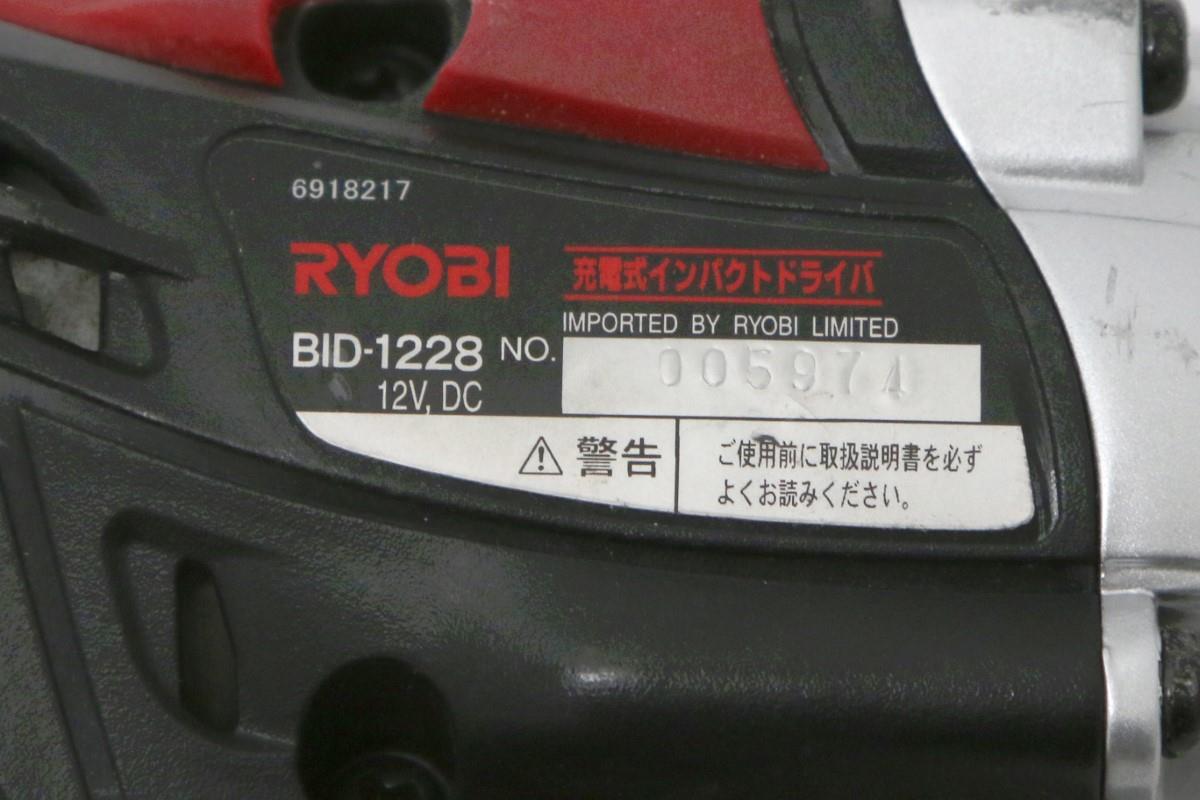 6918217
RYOBI
充電式インパクトドライバ
IMPORTED BY RYOBI LIMITED
BID-1228 NO. 005974
12V, DC
⚠ 警告
ご使用前に取扱説明書を必ず
よくお読みください。